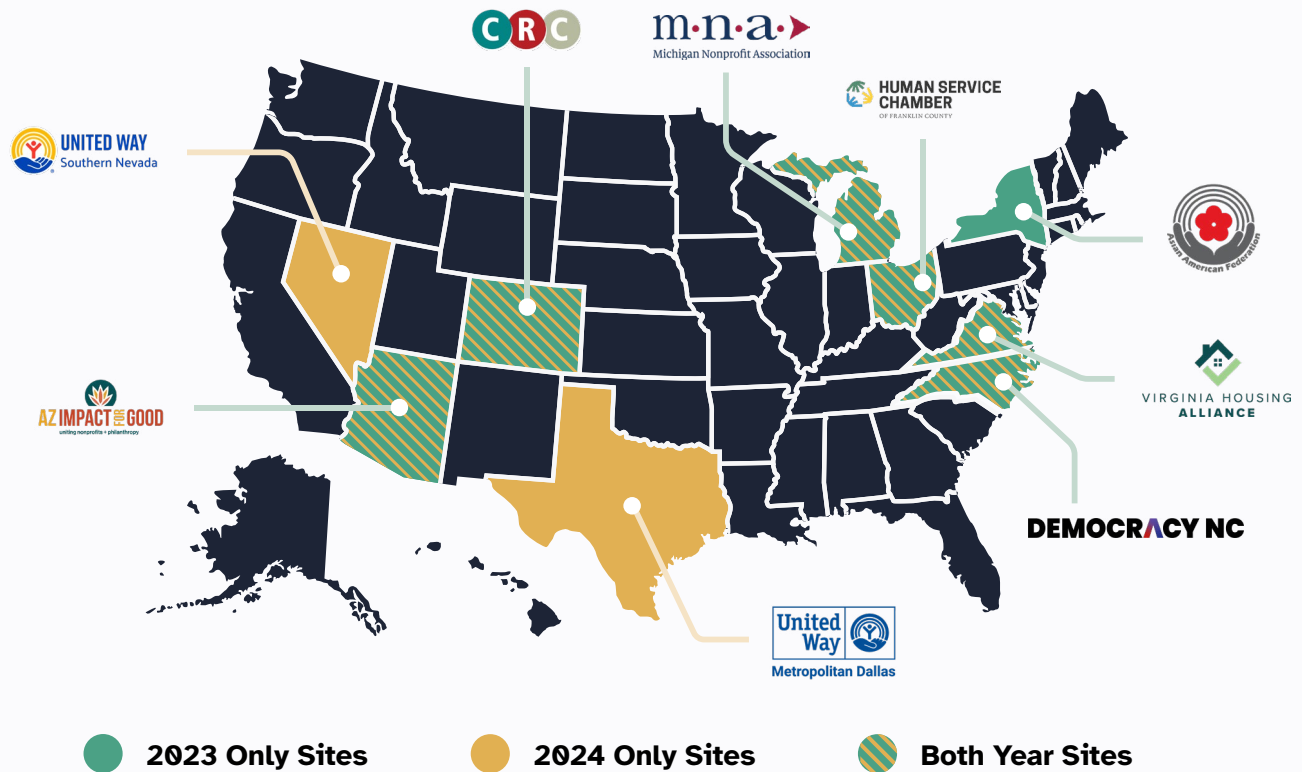 CRC
m·n·a·
Michigan Nonprofit Association
HUMAN SERVICE
CHAMBER
OF FRANKLIN COUNTY
UNITED WAY
Southern Nevada
Asian American Federation
AZ IMPACT FOR GOOD
uniting nonprofits + philanthropy
VIRGINIA HOUSING
ALLIANCE
DEMOCRACY NC
United
Way
Metropolitan Dallas
2023 Only Sites
2024 Only Sites
Both Year Sites